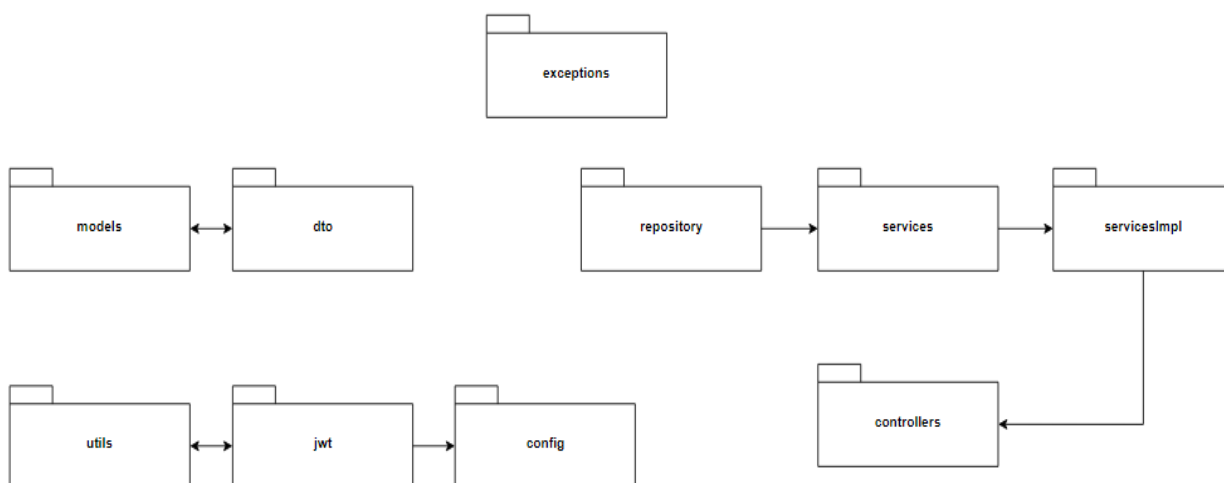 exceptions
models
dto
repository
services
servicesImpl
utils
jwt
config
controllers